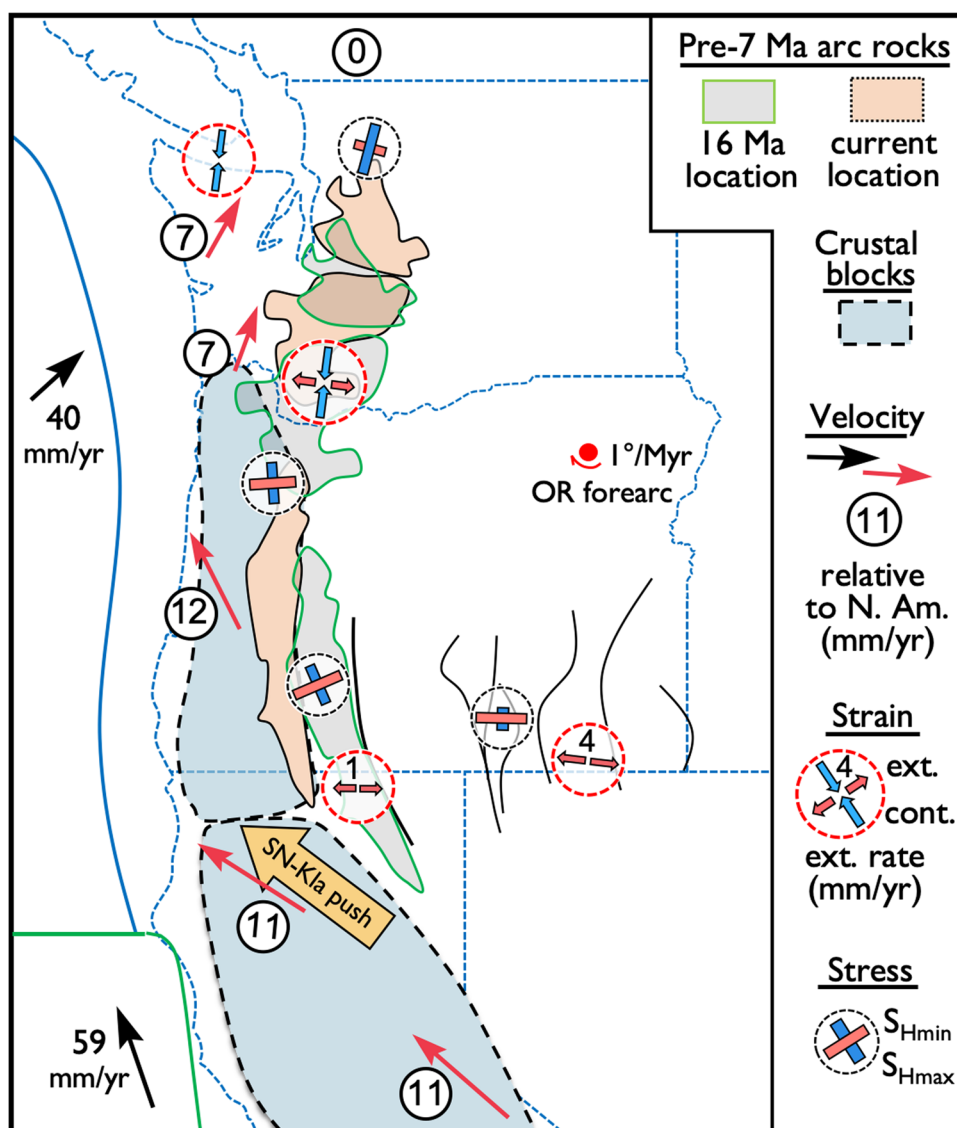 0
Pre-7 Ma arc rocks
16 Ma
location
current
location
7
Crustal
blocks
7
40
mm/yr
1°/Myr
OR forearc
Velocity
11
relative
to N. Am.
(mm/yr)
12
Strain
4
ext.
cont.
ext. rate
(mm/yr)
1
4
SN-Kla push
11
Stress
SHmin
SHmax
59
mm/yr
11